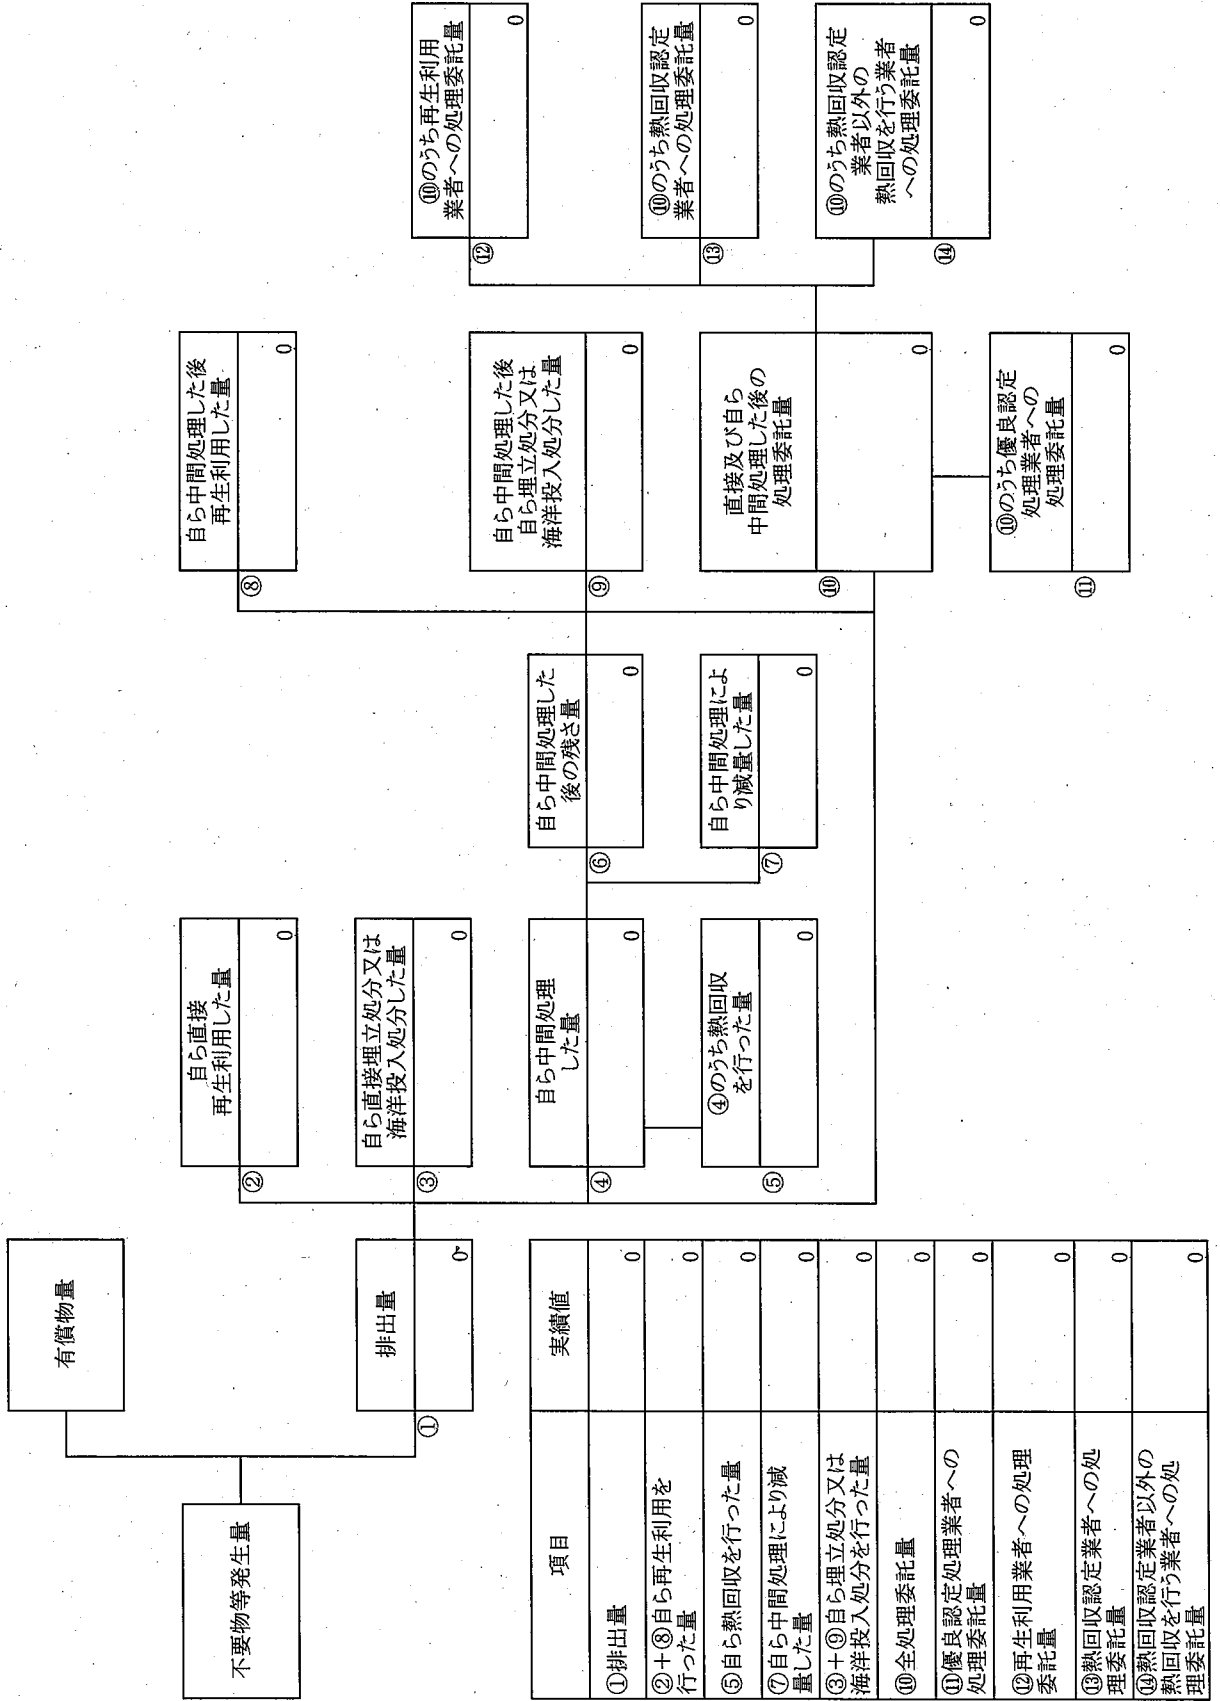 不要物等発生量
有償物量
排出量
①
0
自ら直接
再生利用した量
②
0
自ら直接埋立処分又は
海洋投入処分した量
③
0
自ら中間処理
した量
④
0
④のうち熱回収
を行った量
⑤
0
自ら中間処理した
後の残さ量
⑥
0
自ら中間処理によ
り減量した量
⑦
0
自ら中間処理した後
再生利用した量
⑧
0
自ら中間処理した後
自ら埋立処分又は
海洋投入処分した量
⑨
0
直接及び自ら
中間処理した後の
処理委託量
⑩
0
⑩のうち優良認定
処理業者への
処理委託量
⑪
0
⑩のうち再生利用
業者への処理委託量
⑫
0
⑩のうち熱回収認定
業者への処理委託量
⑬
0
⑩のうち熱回収認定
業者以外の
熱回収を行う業者
への処理委託量
⑭
0
項目 実績値
①排出量 0
②+⑧自ら再生利用を
行った量 0
⑤自ら熱回収を行った量 0
⑦自ら中間処理により減
量した量 0
③+⑨自ら埋立処分又は
海洋投入処分を行った量 0
⑩全処理委託量 0
⑪優良認定処理業者への
処理委託量 0
⑫再生利用業者への処理
委託量 0
⑬熱回収認定業者への処
理委託量 0
⑭熱回収認定業者以外の
熱回収を行う業者への処
理委託量 0